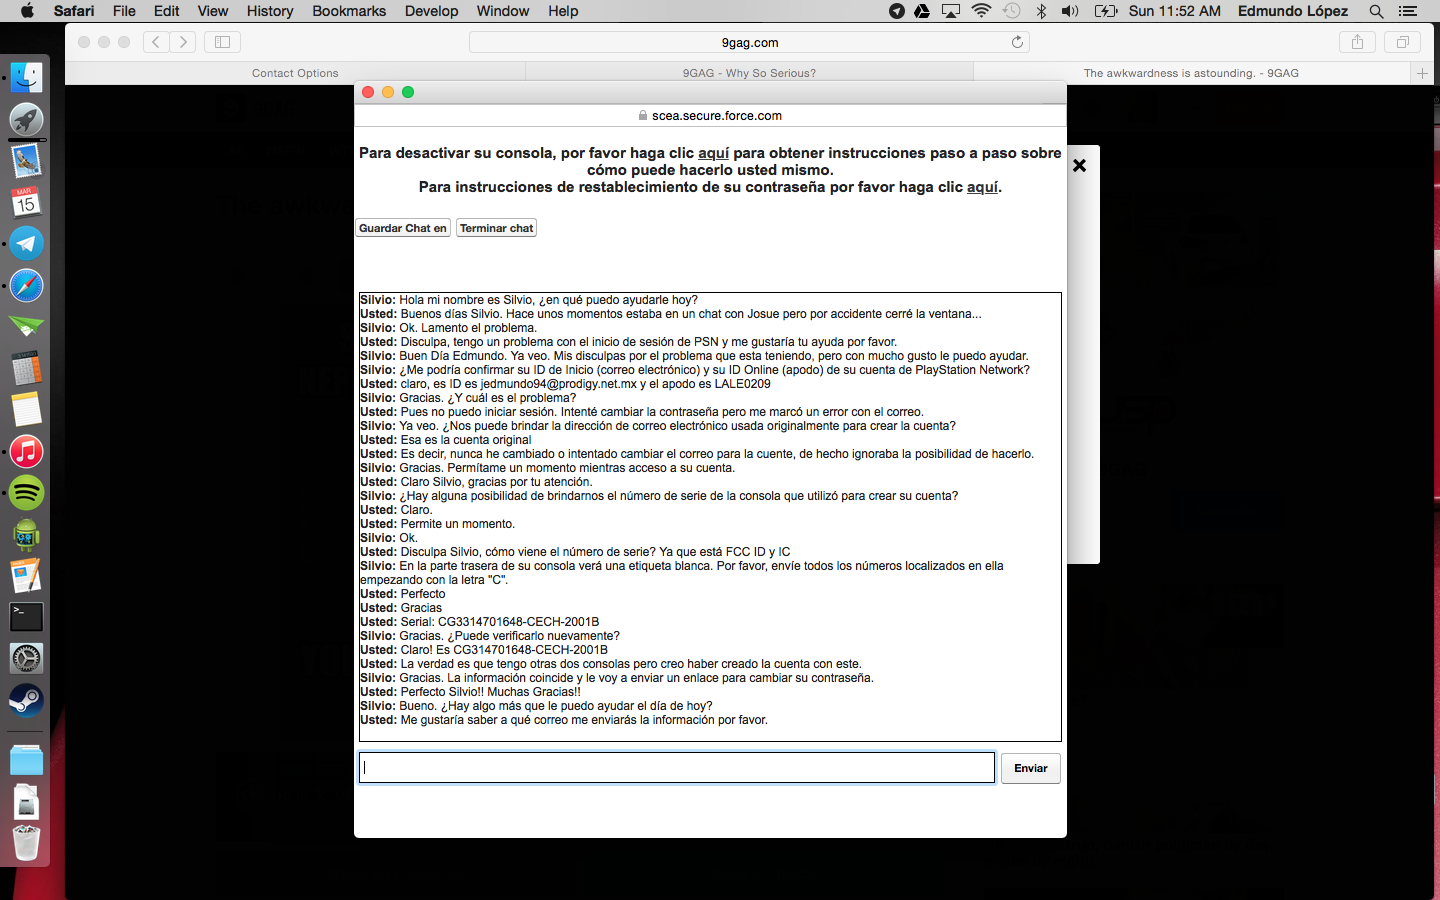 Safari File Edit View History Bookmarks Develop Window Help Sun 11:52 AM Edmundo López
9gag.com
Contact Options 9GAG - Why So Serious? The awkwardness is astounding. - 9GAG
scea.secure.force.com
Para desactivar su consola, por favor haga clic aquí para obtener instrucciones paso a paso sobre
cómo puede hacerlo usted mismo.
Para instrucciones de restablecimiento de su contraseña por favor haga clic aquí.
Guardar Chat en Terminar chat
Silvio: Hola mi nombre es Silvio, ¿en qué puedo ayudarle hoy?
Usted: Buenos días Silvio. Hace unos momentos estaba en un chat con Josue pero por accidente cerré la ventana...
Silvio: Ok. Lamento el problema.
Usted: Disculpa, tengo un problema con el inicio de sesión de PSN y me gustaría tu ayuda por favor.
Silvio: Buen Día Edmundo. Ya veo. Mis disculpas por el problema que esta teniendo, pero con mucho gusto le puedo ayudar.
Silvio: ¿Me podría confirmar su ID de Inicio (correo electrónico) y su ID Online (apodo) de su cuenta de PlayStation Network?
Usted: claro, es ID es jedmundo94@prodigy.net.mx y el apodo es LALE0209
Silvio: Gracias. ¿Y cuál es el problema?
Usted: Pues no puedo iniciar sesión. Intenté cambiar la contraseña pero me marcó un error con el correo.
Silvio: Ya veo. ¿Nos puede brindar la dirección de correo electrónico usada originalmente para crear la cuenta?
Usted: Esa es la cuenta original
Usted: Es decir, nunca he cambiado o intentado cambiar el correo para la cuente, de hecho ignoraba la posibilidad de hacerlo.
Silvio: Gracias. Permítame un momento mientras acceso a su cuenta.
Usted: Claro Silvio, gracias por tu atención.
Silvio: ¿Hay alguna posibilidad de brindarnos el número de serie de la consola que utilizó para crear su cuenta?
Usted: Claro.
Usted: Permite un momento.
Silvio: Ok.
Usted: Disculpa Silvio, cómo viene el número de serie? Ya que está FCC ID y IC
Silvio: En la parte trasera de su consola verá una etiqueta blanca. Por favor, envíe todos los números localizados en ella
empezando con la letra "C".
Usted: Perfecto
Usted: Gracias
Usted: Serial: CG3314701648-CECH-2001B
Silvio: Gracias. ¿Puede verificarlo nuevamente?
Usted: Claro! Es CG314701648-CECH-2001B
Usted: La verdad es que tengo otras dos consolas pero creo haber creado la cuenta con este.
Silvio: Gracias. La información coincide y le voy a enviar un enlace para cambiar su contraseña.
Usted: Perfecto Silvio!! Muchas Gracias!!
Silvio: Bueno. ¿Hay algo más que le puedo ayudar el día de hoy?
Usted: Me gustaría saber a qué correo me enviarás la información por favor.
Enviar
MAR
15